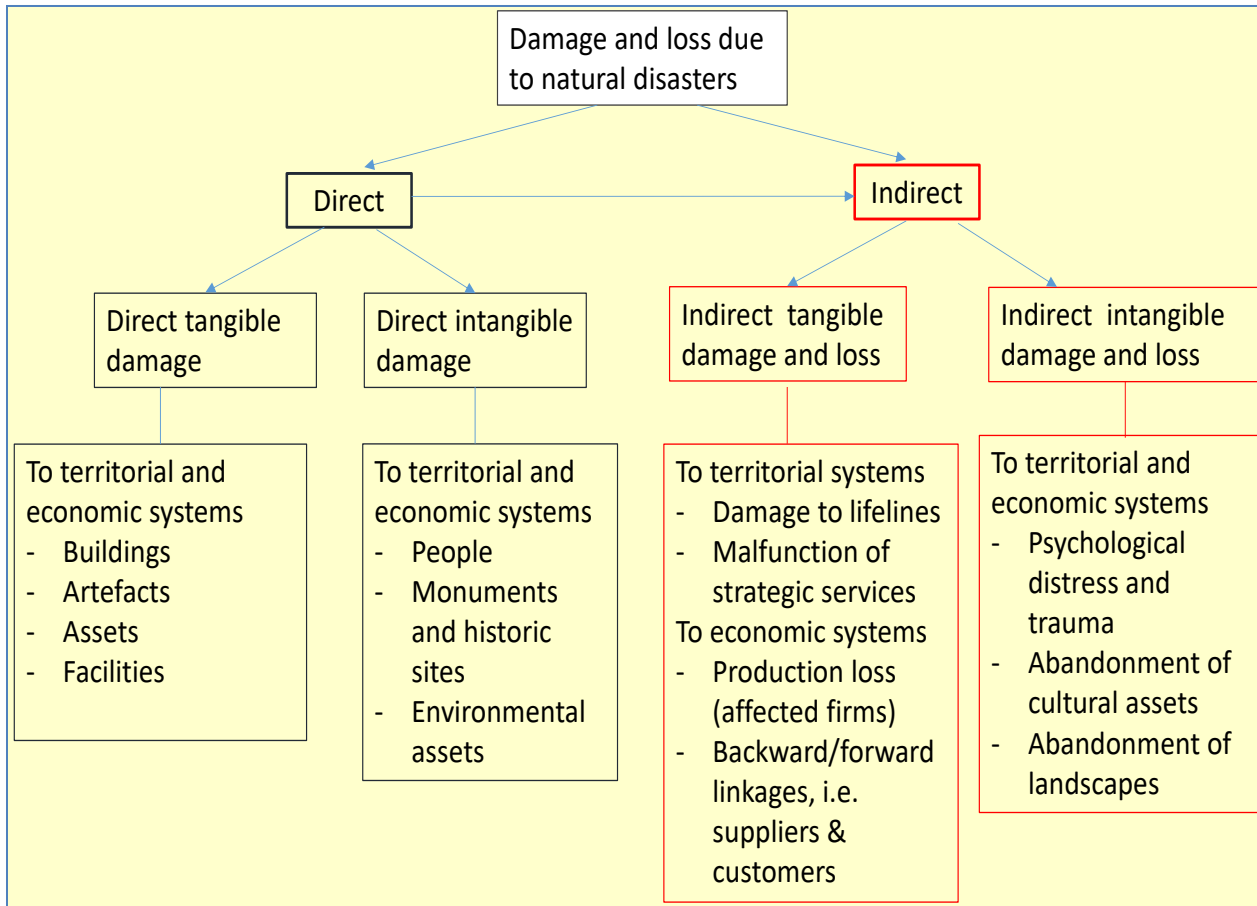 Damage and loss due
to natural disasters
Direct
Indirect
Direct tangible
damage
Direct intangible
damage
Indirect  tangible
damage and loss
Indirect  intangible
damage and loss
To territorial and
economic systems
- Buildings
- Artefacts
- Assets
- Facilities
To territorial and
economic systems
- People
- Monuments
and historic
sites
- Environmental
assets
To territorial systems
- Damage to lifelines
- Malfunction of
strategic services
To economic systems
- Production loss
(affected firms)
- Backward/forward
linkages, i.e.
suppliers &
customers
To territorial and
economic systems
- Psychological
distress and
trauma
- Abandonment of
cultural assets
- Abandonment of
landscapes